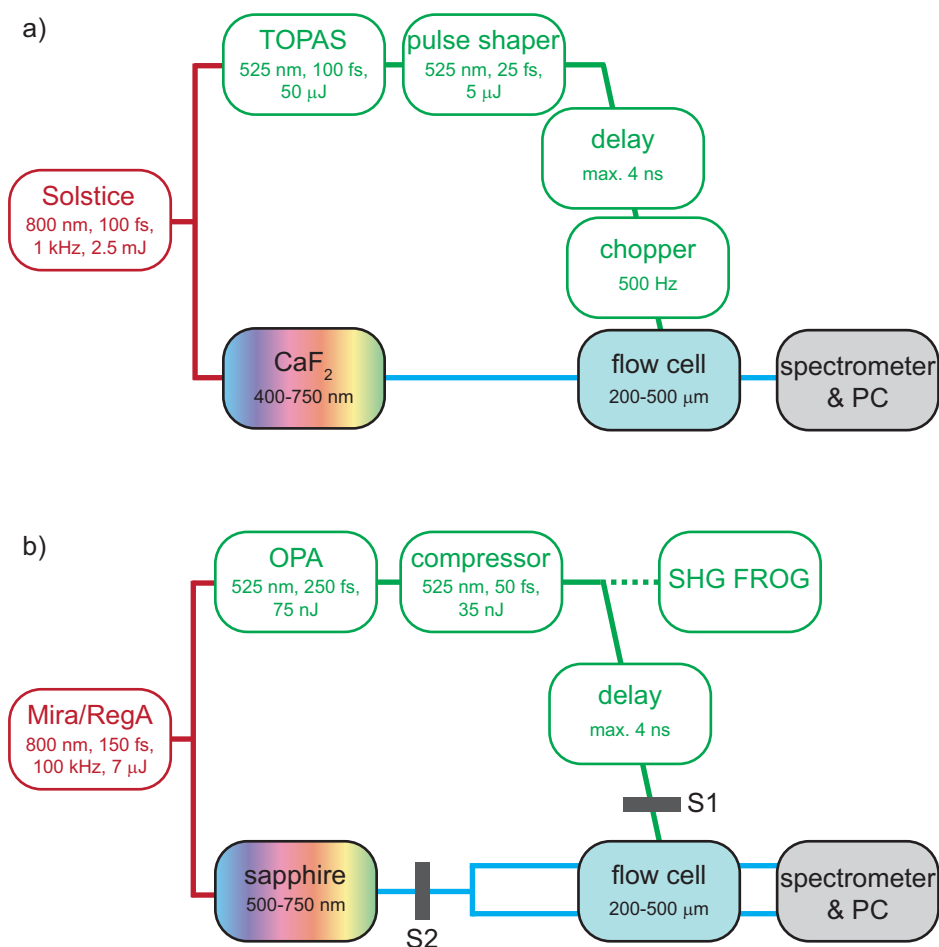 a)
TOPAS
525 nm, 100 fs,
50 μJ
pulse shaper
525 nm, 25 fs,
5 μJ
delay
max. 4 ns
Solstice
800 nm, 100 fs,
1 kHz, 2.5 mJ
chopper
500 Hz
CaF₂
400-750 nm
flow cell
200-500 μm
spectrometer
& PC
b)
OPA
525 nm, 250 fs,
75 nJ
compressor
525 nm, 50 fs,
35 nJ
SHG FROG
delay
max. 4 ns
Mira/RegA
800 nm, 150 fs,
100 kHz, 7 μJ
S1
sapphire
500-750 nm
S2
flow cell
200-500 μm
spectrometer
& PC